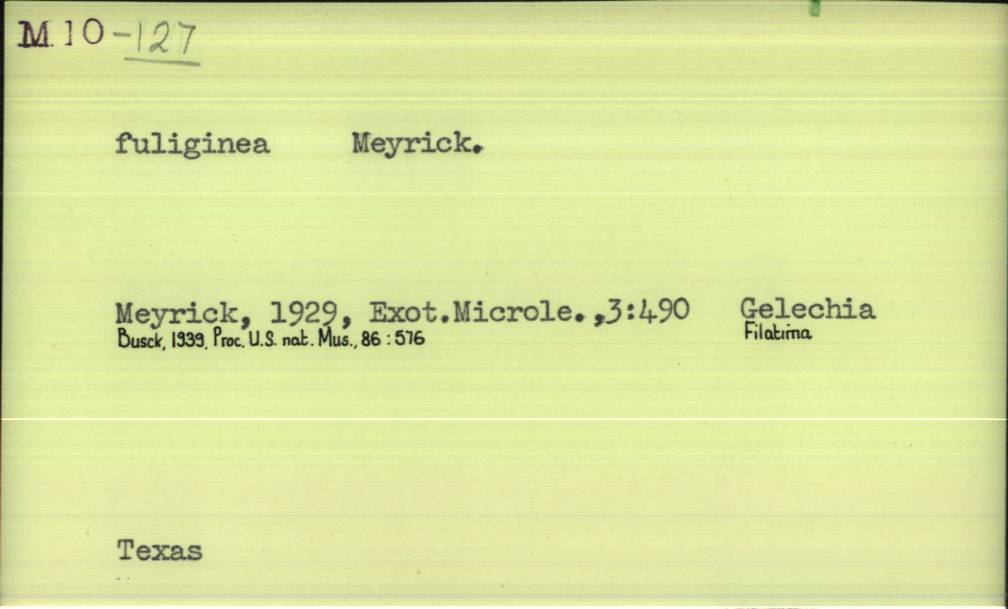 M.10-127
fuliginea Meyrick.
Meyrick, 1929, Exot.Microle.,3:490 Gelechia
Busck, 1939, Proc. U.S. nat. Mus., 86:576 Filatima
Texas